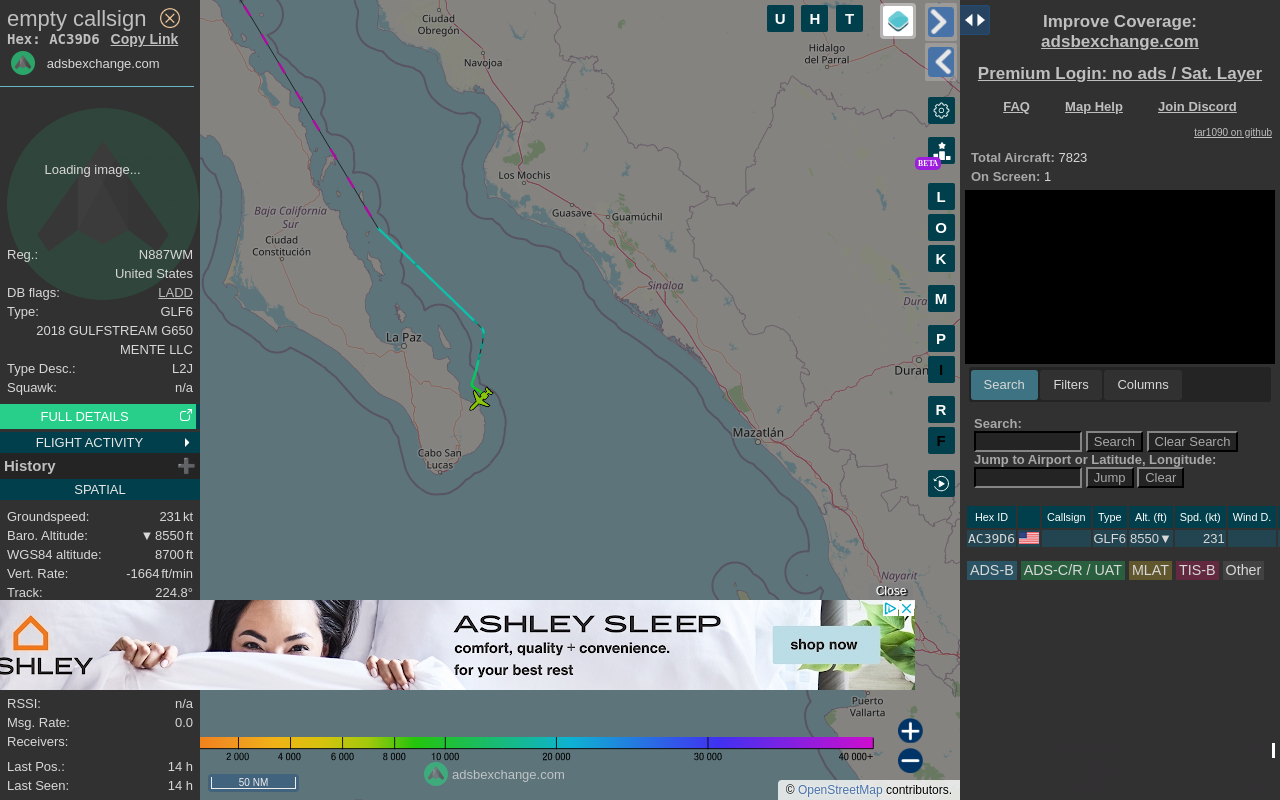 empty callsign
Hex: AC39D6 Copy Link
adsbexchange.com
Loading image...
Reg.: N887WM
United States
DB flags: LADD
Type: GLF6
2018 GULFSTREAM G650
MENTE LLC
Type Desc.: L2J
Squawk: n/a
FULL DETAILS
FLIGHT ACTIVITY
History
SPATIAL
Groundspeed: 231 kt
Baro. Altitude: ▼ 8550 ft
WGS84 altitude: 8700 ft
Vert. Rate: -1664 ft/min
Track: 224.8°
RSSI: n/a
Msg. Rate: 0.0
Receivers:
Last Pos.: 14 h
Last Seen: 14 h
Ciudad
Obregón
Navojoa
Hidalgo
del Parral
Los Mochis
Guasave
Guamúchil
Baja California
Sur
Ciudad
Constitución
Sinaloa
La Paz
Mazatlán
Cabo San
Lucas
Dura
Duran
Nayarit
Puerto
Vallarta
U H T
BETA
L
O
K
M
P
I
R
F
Close
SHLEY
ASHLEY SLEEP
comfort, quality + convenience.
for your best rest
shop now
2 000 4 000 6 000 8 000 10 000 20 000 30 000 40 000+
50 NM
adsbexchange.com
© OpenStreetMap contributors.
Improve Coverage:
adsbexchange.com
Premium Login: no ads / Sat. Layer
FAQ Map Help Join Discord
tar1090 on github
Total Aircraft: 7823
On Screen: 1
Search Filters Columns
Search:
Search Clear Search
Jump to Airport or Latitude, Longitude:
Jump Clear
Hex ID Callsign Type Alt. (ft) Spd. (kt) Wind D.
AC39D6 GLF6 8550▼ 231
ADS-B ADS-C/R / UAT MLAT TIS-B Other